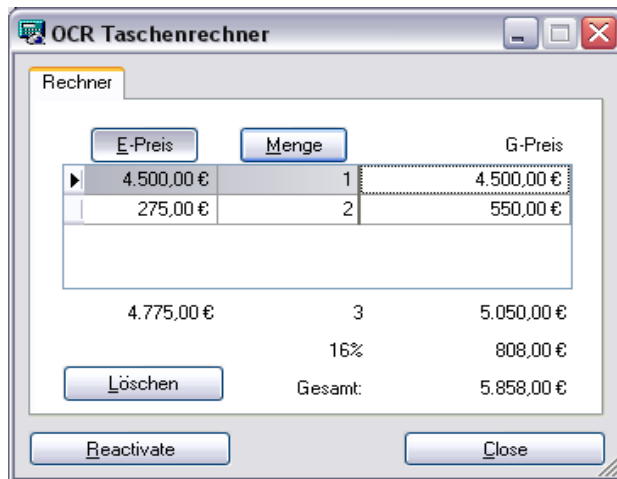 OCR Taschenrechner
Rechner
E-Preis Menge G-Preis
4.500,00 € 1 4.500,00 €
275,00 € 2 550,00 €
4.775,00 € 3 5.050,00 €
16% 808,00 €
Löschen Gesamt: 5.858,00 €
Reactivate Close